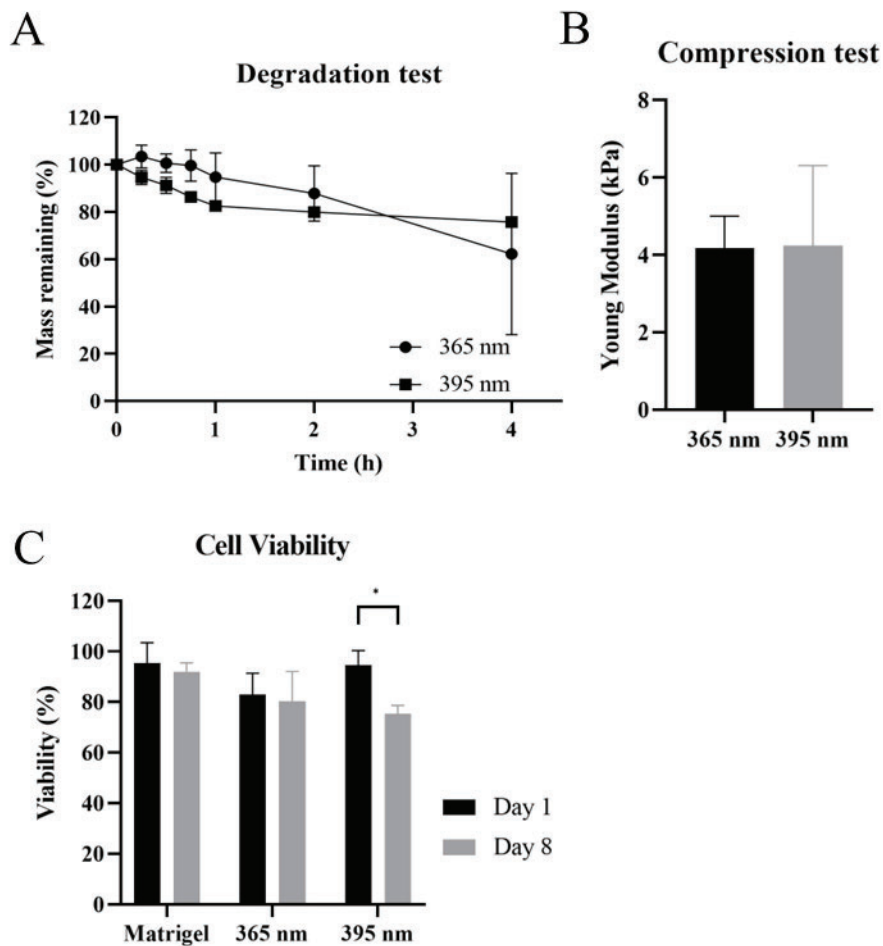 A
Degradation test
Mass remaining (%)
120
100
80
60
40
20
0
365 nm
395 nm
0 1 2 3 4
Time (h)
B
Compression test
Young Modulus (kPa)
8
6
4
2
0
365 nm 395 nm
C
Cell Viability
Viability (%)
120
100
80
60
40
20
0
*
Matrigel 365 nm 395 nm
Day 1
Day 8